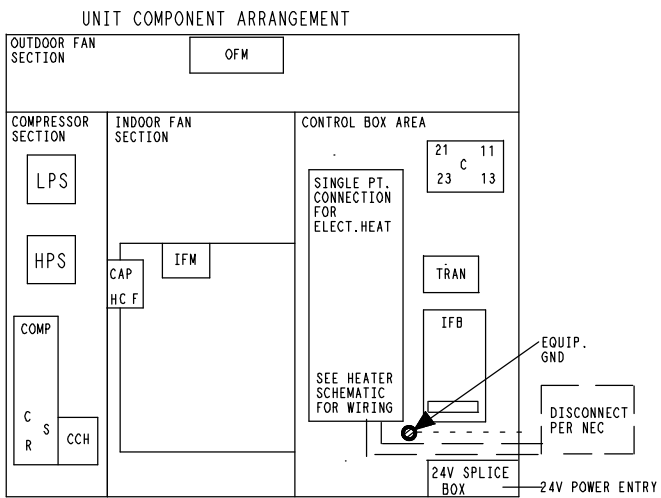 UNIT COMPONENT ARRANGEMENT
OUTDOOR FAN
SECTION
OFM
COMPRESSOR
SECTION
INDOOR FAN
SECTION
CONTROL BOX AREA
LPS
HPS
COMP
C
S
R
CCH
CAP
HC F
IFM
SINGLE PT.
CONNECTION
FOR
ELECT.HEAT
SEE HEATER
SCHEMATIC
FOR WIRING
21 11
C
23 13
TRAN
IFB
EQUIP.
GND
DISCONNECT
PER NEC
24V SPLICE
BOX
24V POWER ENTRY